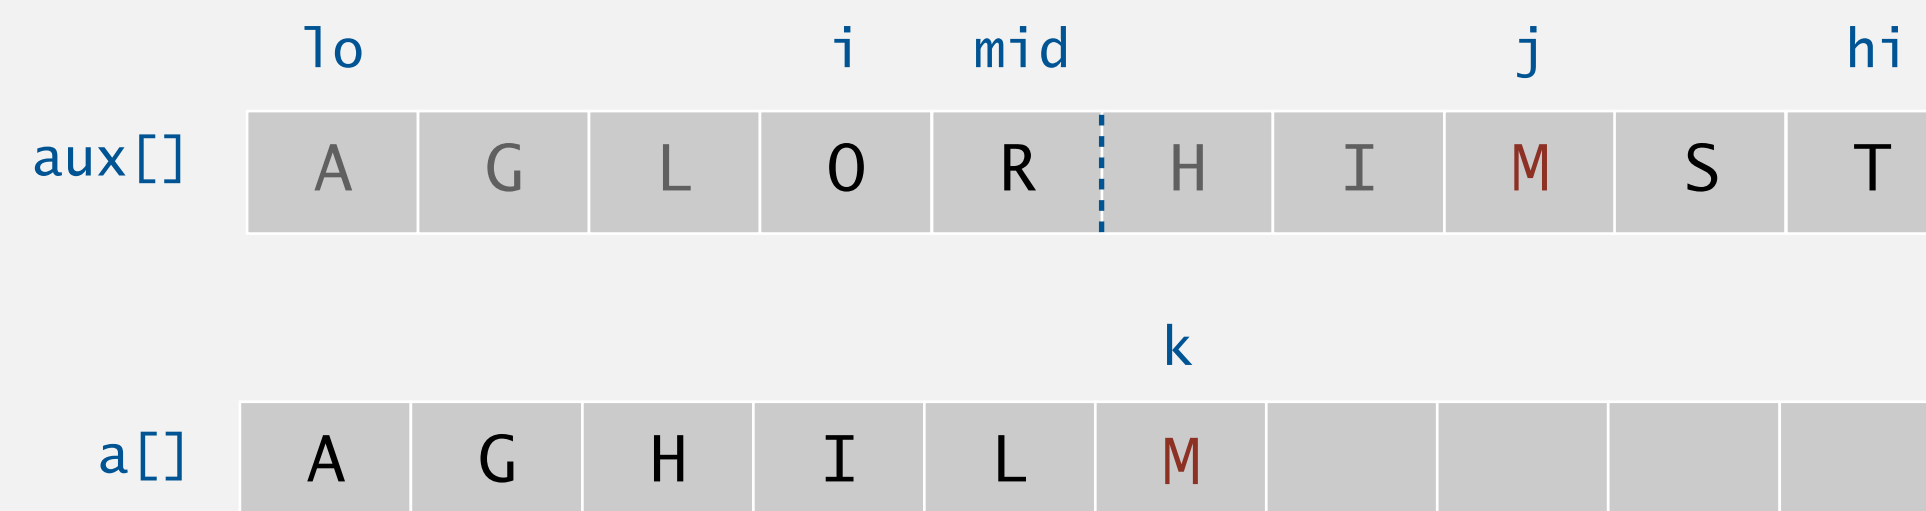 lo i mid j hi
aux[] A G L O R H I M S T
k
a[] A G H I L M